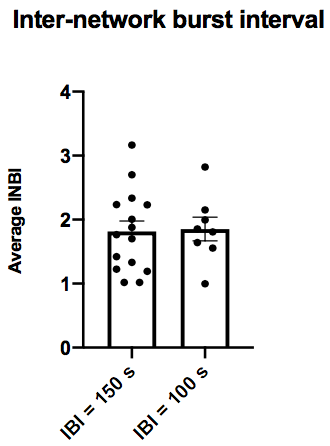 Inter-network burst interval
4
3
2
1
0
Average INBI
IBI = 150 s
IBI = 100 s